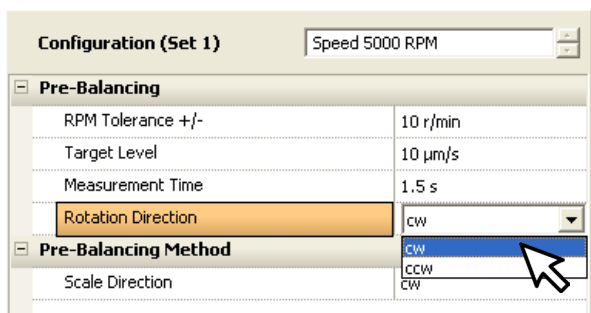 Configuration (Set 1) Speed 5000 RPM
Pre-Balancing
RPM Tolerance +/- 10 r/min
Target Level 10 µm/s
Measurement Time 1.5 s
Rotation Direction cw
Pre-Balancing Method cw
ccw
Scale Direction cw